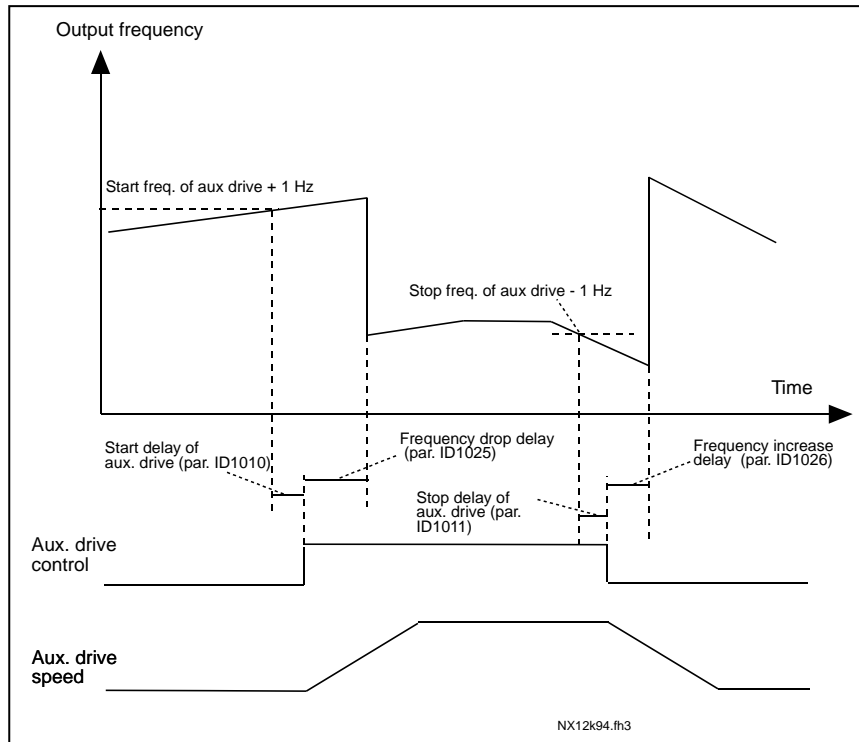 Output frequency
Start freq. of aux drive + 1 Hz
Stop freq. of aux drive - 1 Hz
Time
Start delay of
aux. drive (par. ID1010)
Frequency drop delay
(par. ID1025)
Stop delay of
aux. drive (par.
ID1011)
Frequency increase
delay (par. ID1026)
Aux. drive
control
Aux. drive
speed
NX12k94.fh3